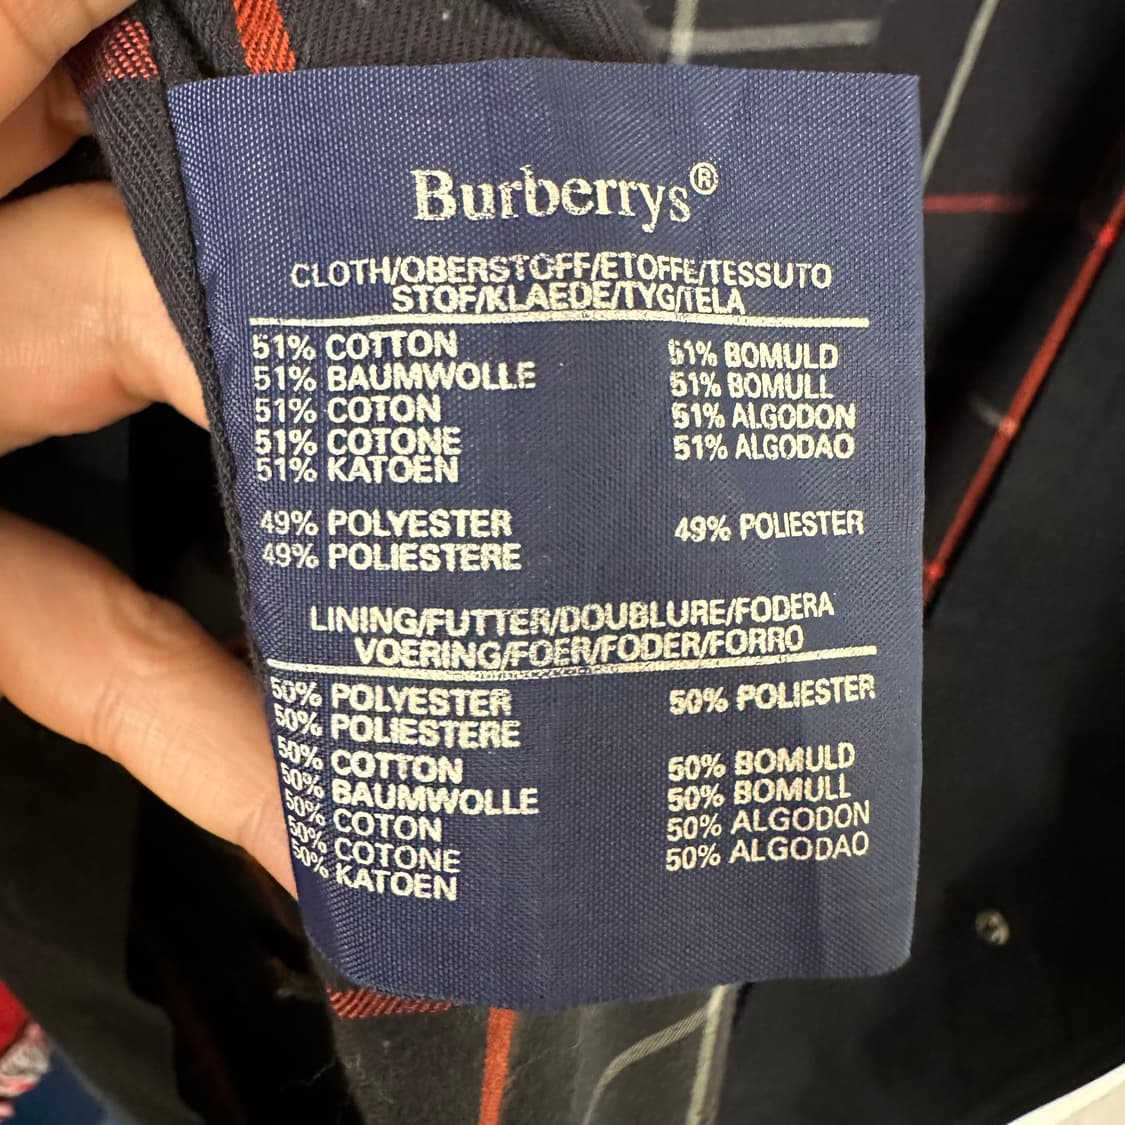 Burberrys®
CLOTH/OBERSTOFF/ETOFFE/TESSUTO
STOF/KLAEDE/TYG/TELA
51% COTTON
51% BAUMWOLLE
51% COTON
51% COTONE
51% KATOEN
51% BOMULD
51% BOMULL
51% ALGODON
51% ALGODAO
49% POLYESTER
49% POLIESTERE
49% POLIESTER
LINING/FUTTER/DOUBLURE/FODERA
VOERING/FOER/FODER/FORRO
50% POLYESTER
50% POLIESTERE
50% COTTON
50% BAUMWOLLE
50% COTON
50% COTONE
50% KATOEN
50% POLIESTER
50% BOMULD
50% BOMULL
50% ALGODON
50% ALGODAO